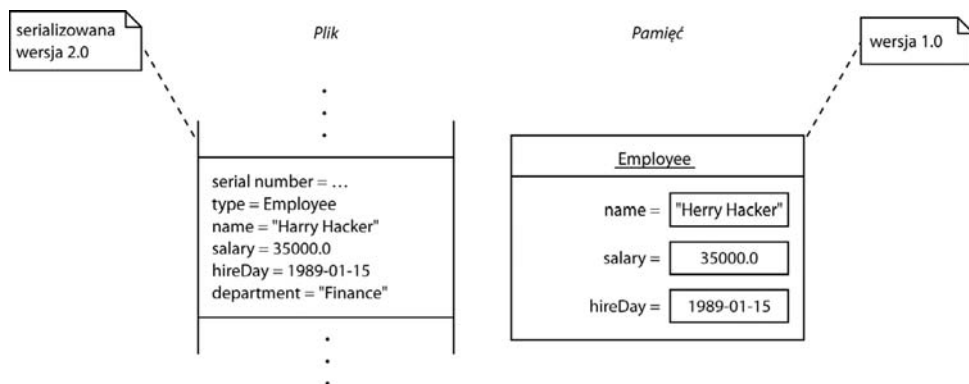 serializowana
wersja 2.0
Plik
Pamięć
wersja 1.0
serial number = ...
type = Employee
name = "Harry Hacker"
salary = 35000.0
hireDay = 1989-01-15
department = "Finance"
Employee
name = "Herry Hacker"
salary = 35000.0
hireDay = 1989-01-15